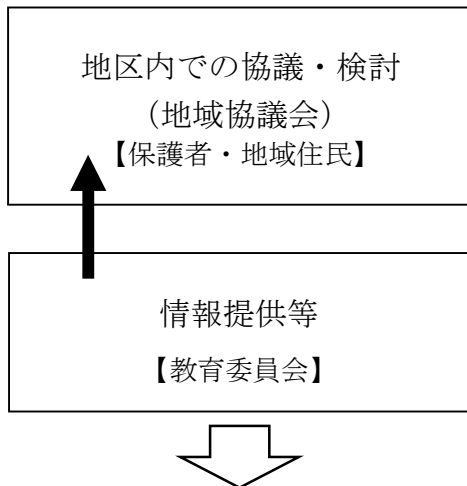 地区内での協議・検討
（地域協議会）
【保護者・地域住民】
情報提供等
【教育委員会】